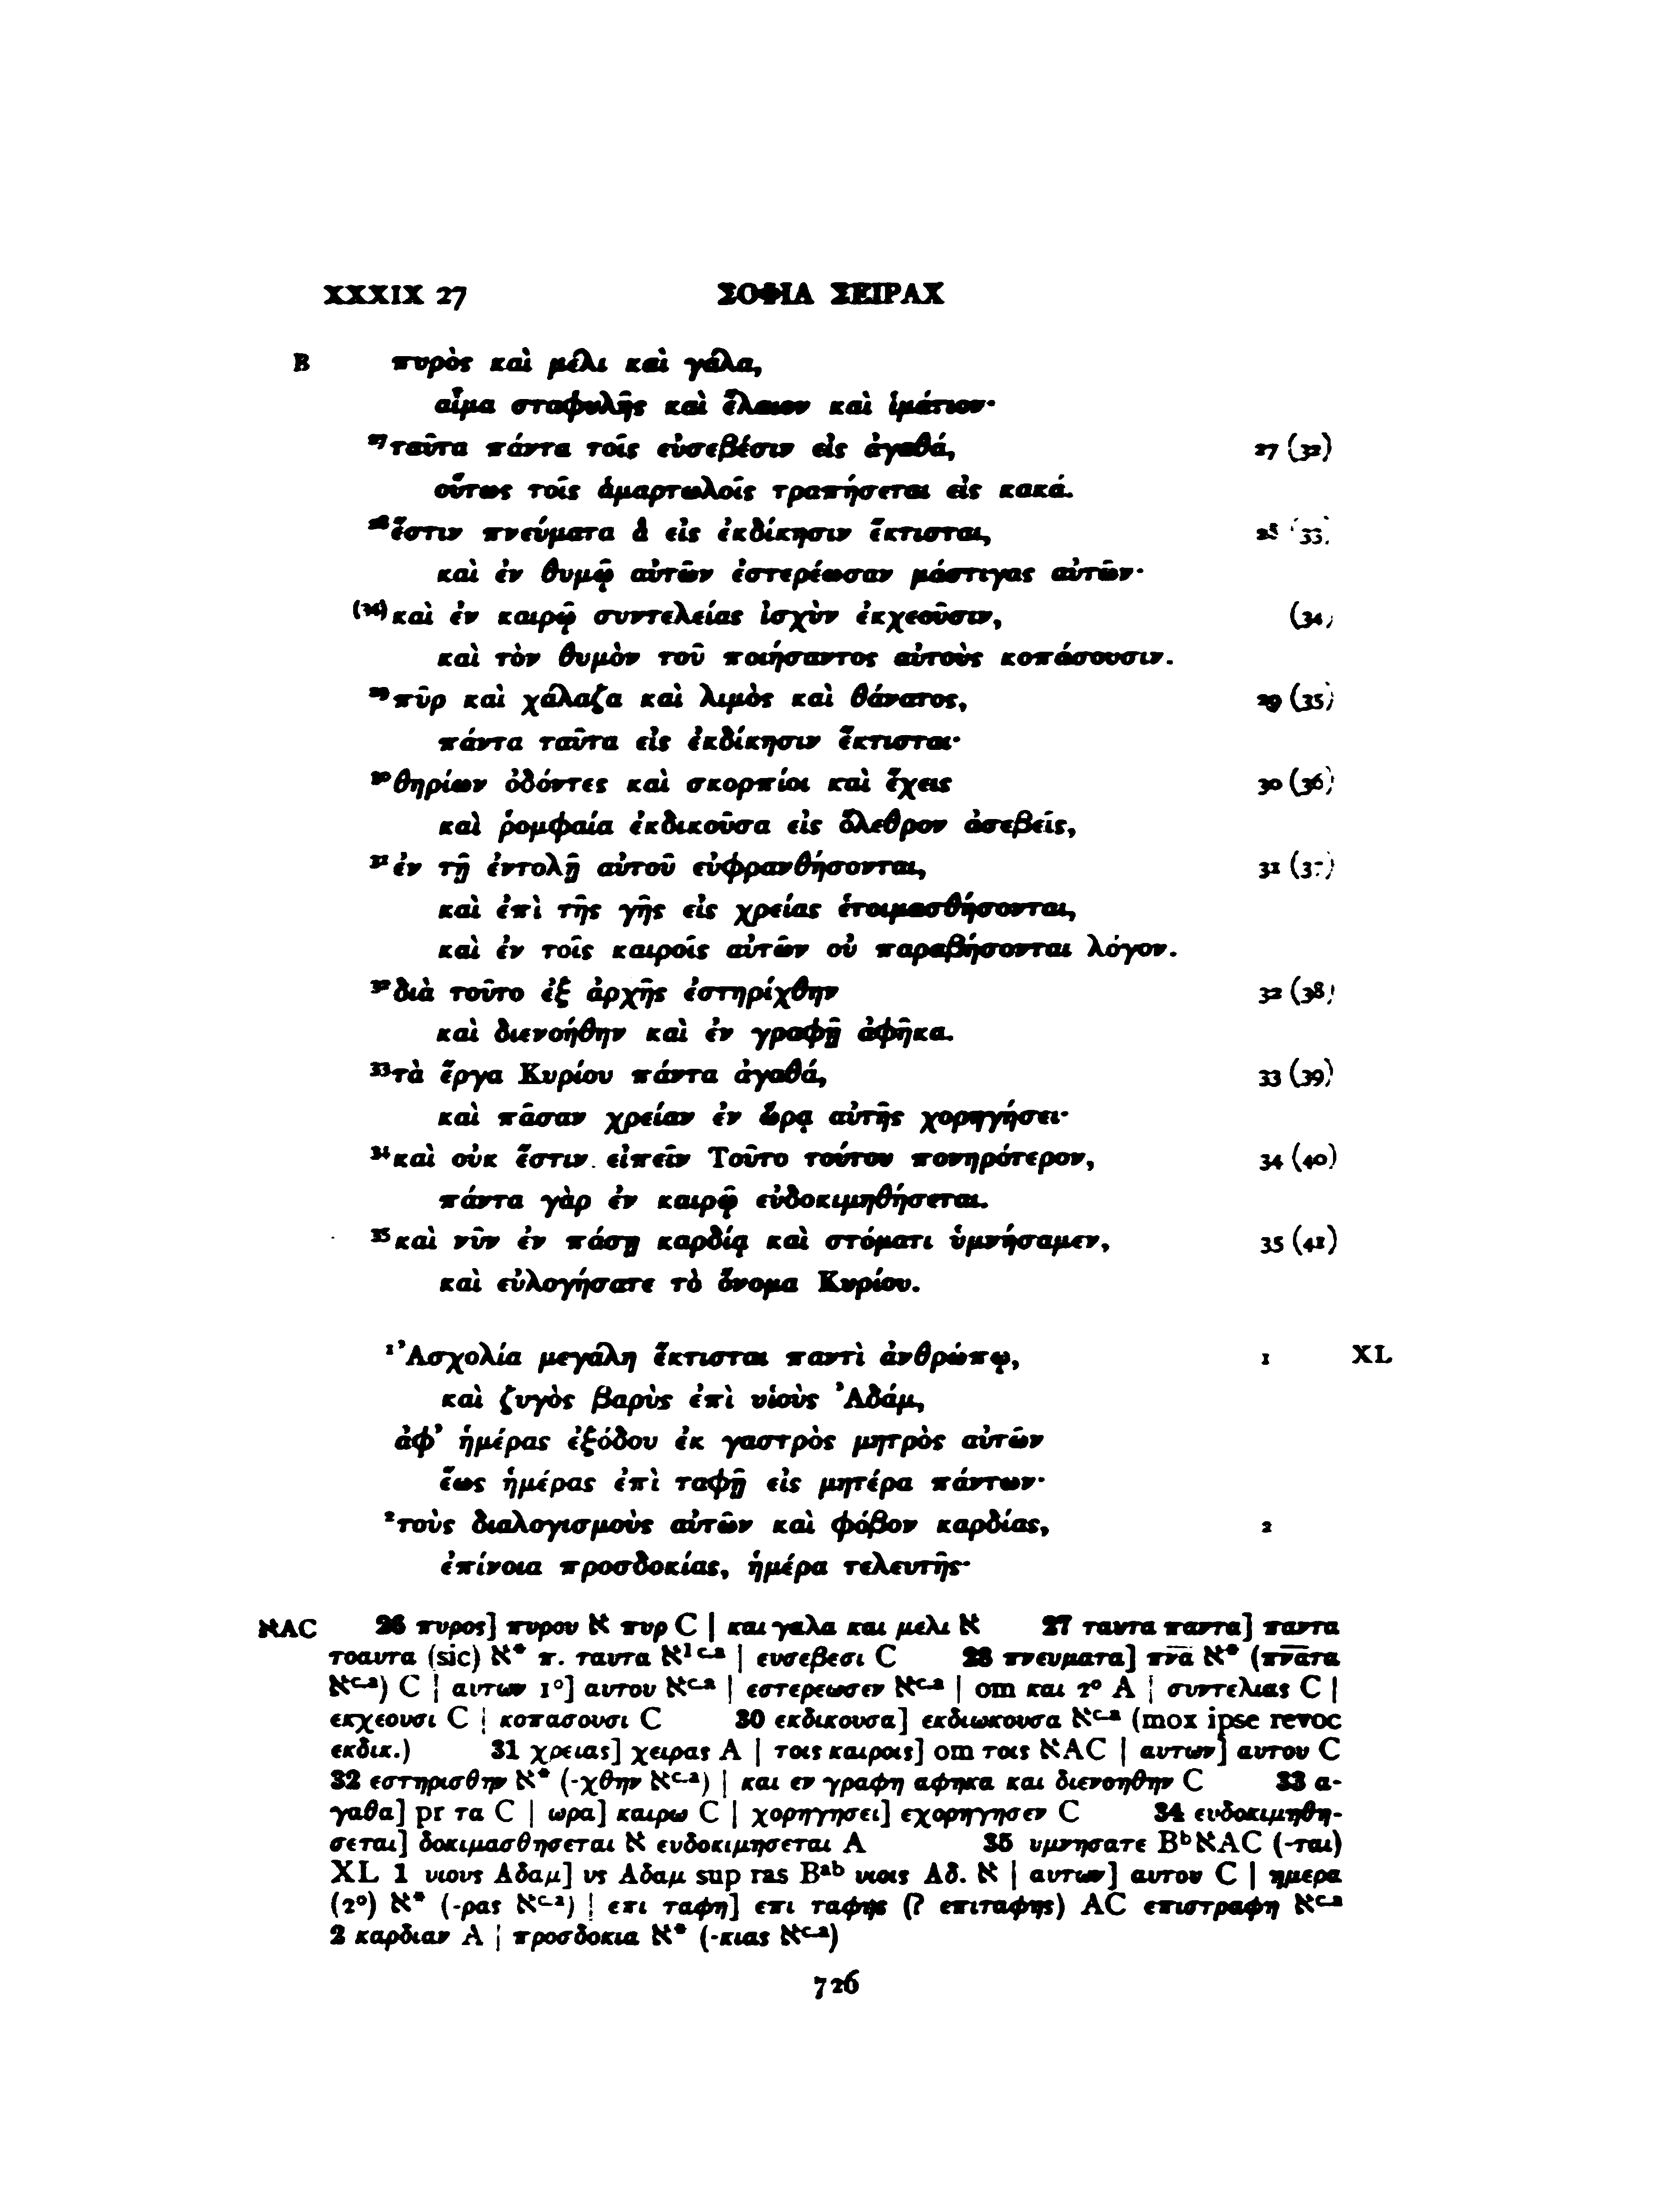 XXXIX 27 ΣΟΦΙΑ ΣΕΙΡΑΧ
B πυρὸς καὶ μέλι καὶ γάλα,
αἷμα σταφυλῆς καὶ ἔλαιον καὶ ἱμάτιον·
²⁷ταῦτα πάντα τοῖς εὐσεβέσιν εἰς ἀγαθά, 27 (32)
οὕτως τοῖς ἁμαρτωλοῖς τραπήσεται εἰς κακά.
²⁸ἔστιν πνεύματα ἃ εἰς ἐκδίκησιν ἔκτισται, 28 (33)
καὶ ἐν θυμῷ αὐτῶν ἐστερέωσαν μάστιγας αὐτῶν·
(34)καὶ ἐν καιρῷ συντελείας ἰσχὺν ἐκχεοῦσιν, (34)
καὶ τὸν θυμὸν τοῦ ποιήσαντος αὐτοὺς κοπάσουσιν.
²⁹πῦρ καὶ χάλαζα καὶ λιμὸς καὶ θάνατος, 29 (35)
πάντα ταῦτα εἰς ἐκδίκησιν ἔκτισται·
³⁰θηρίων ὀδόντες καὶ σκορπίοι καὶ ἔχεις 30 (36)
καὶ ῥομφαία ἐκδικοῦσα εἰς ὄλεθρον ἀσεβεῖς,
³¹ἐν τῇ ἐντολῇ αὐτοῦ εὐφρανθήσονται, 31 (37)
καὶ ἐπὶ τῆς γῆς εἰς χρείας ἑτοιμασθήσονται,
καὶ ἐν τοῖς καιροῖς αὐτῶν οὐ παραβήσονται λόγον.
³²διὰ τοῦτο ἐξ ἀρχῆς ἐστηρίχθην 32 (38)
καὶ διενοήθην καὶ ἐν γραφῇ ἀφῆκα.
³³τὰ ἔργα Κυρίου πάντα ἀγαθά, 33 (39)
καὶ πᾶσαν χρείαν ἐν ὥρᾳ αὐτῆς χορηγήσει·
³⁴καὶ οὐκ ἔστιν εἰπεῖν Τοῦτο τούτου πονηρότερον, 34 (40)
πάντα γὰρ ἐν καιρῷ εὐδοκιμηθήσεται.
³⁵καὶ νῦν ἐν πάσῃ καρδίᾳ καὶ στόματι ὑμνήσαμεν, 35 (41)
καὶ εὐλογήσατε τὸ ὄνομα Κυρίου.
¹Ἀσχολία μεγάλη ἔκτισται παντὶ ἀνθρώπῳ, 1 XL
καὶ ζυγὸς βαρὺς ἐπὶ υἱοὺς Ἀδάμ,
ἀφ’ ἡμέρας ἐξόδου ἐκ γαστρὸς μητρὸς αὐτῶν
ἕως ἡμέρας ἐπὶ ταφῇ εἰς μητέρα πάντων·
²τοὺς διαλογισμοὺς αὐτῶν καὶ φόβον καρδίας, 2
ἐπίνοια προσδοκίας, ἡμέρα τελευτῆς·
אAC 26 πυρος] πυρου א πυρ C | και γαλα και μελι א 27 ταυτα παντα] παντα
τοαυτα (sic) א* π. ταυτα א¹ ᶜ·ᵃ | ευσεβεσι C 28 πνευματα] π̅ν̅α̅ א* (π̅ν̅α̅τα
אᶜ·ᵃ) C | αυτων 1°] αυτου אᶜ·ᵃ | εστερεωσεν אᶜ·ᵃ | om και 2° A | συντελιας C |
εκχεουσι C | κοπασουσι C 30 εκδικουσα] εκδιωκουσα אᶜ·ᵃ (mox ipse revoc
εκδικ.) 31 χρειας] χειρας A | τοις καιροις] om τοις אAC | αυτων] αυτου C
32 εστηρισθην א* (-χθην אᶜ·ᵃ) | και εν γραφη αφηκα και διενοηθην C 33 α-
γαθα] pr τα C | ωρα] καιρω C | χορηγησει] εχορηγησεν C 34 ευδοκιμηθη-
σεται] δοκιμασθησεται א ευδοκιμησεται A 35 υμνησατε BᵇאAC (-ται)
XL 1 υιους Αδαμ] υς Αδαμ sup ras Bᵃᵇ υιοις Αδ. א | αυτων] αυτου C | ημερα
(2°) א* (-ρας אᶜ·ᵃ) | επι ταφη] επι ταφης (? επιταφης) AC επιστραφη אᶜ·ᵃ
2 καρδιαν A | προσδοκια א* (-κιας אᶜ·ᵃ)
726